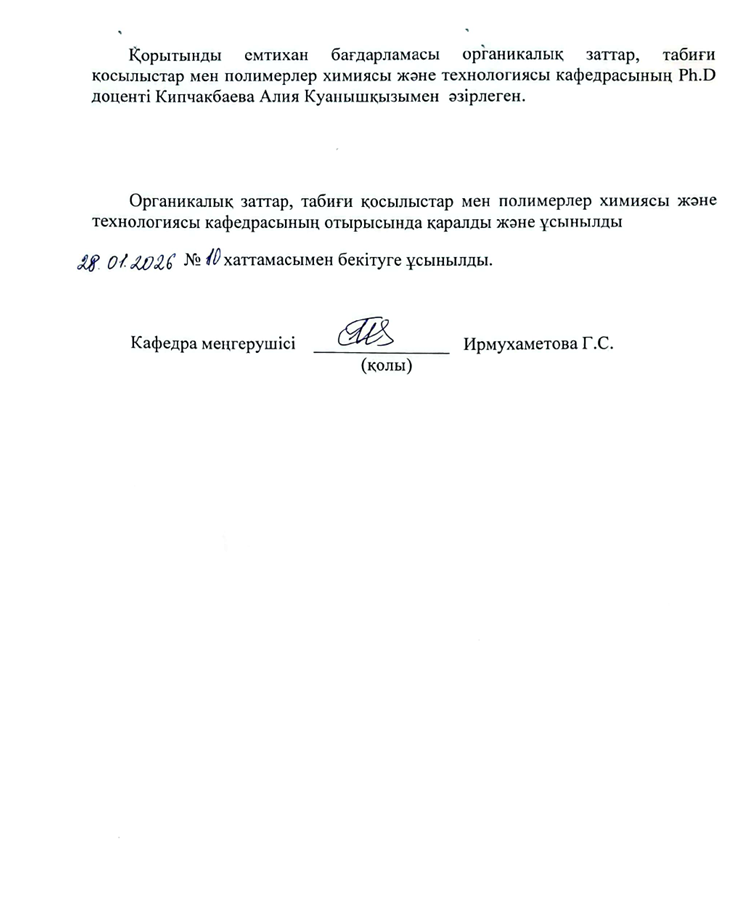 Қорытынды емтихан бағдарламасы органикалық заттар, табиғи
қосылыстар мен полимерлер химиясы және технологиясы кафедрасының Ph.D
доценті Кипчакбаева Алия Куанышқызымен әзірлеген.
Органикалық заттар, табиғи қосылыстар мен полимерлер химиясы және
технологиясы кафедрасының отырысында қаралды және ұсынылды
28.01.2026 № 10 хаттамасымен бекітуге ұсынылды.
Кафедра меңгерушісі ______________ Ирмухаметова Г.С.
(қолы)